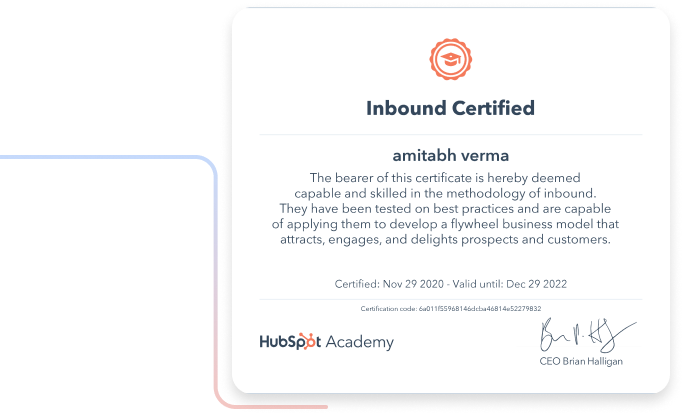 Inbound Certified
amitabh verma
The bearer of this certificate is hereby deemed
capable and skilled in the methodology of inbound.
They have been tested on best practices and are capable
of applying them to develop a flywheel business model that
attracts, engages, and delights prospects and customers.
Certified: Nov 29 2020 - Valid until: Dec 29 2022
Certification code: 6a011f55968146dcba46814e52279832
HubSpot Academy
CEO Brian Halligan